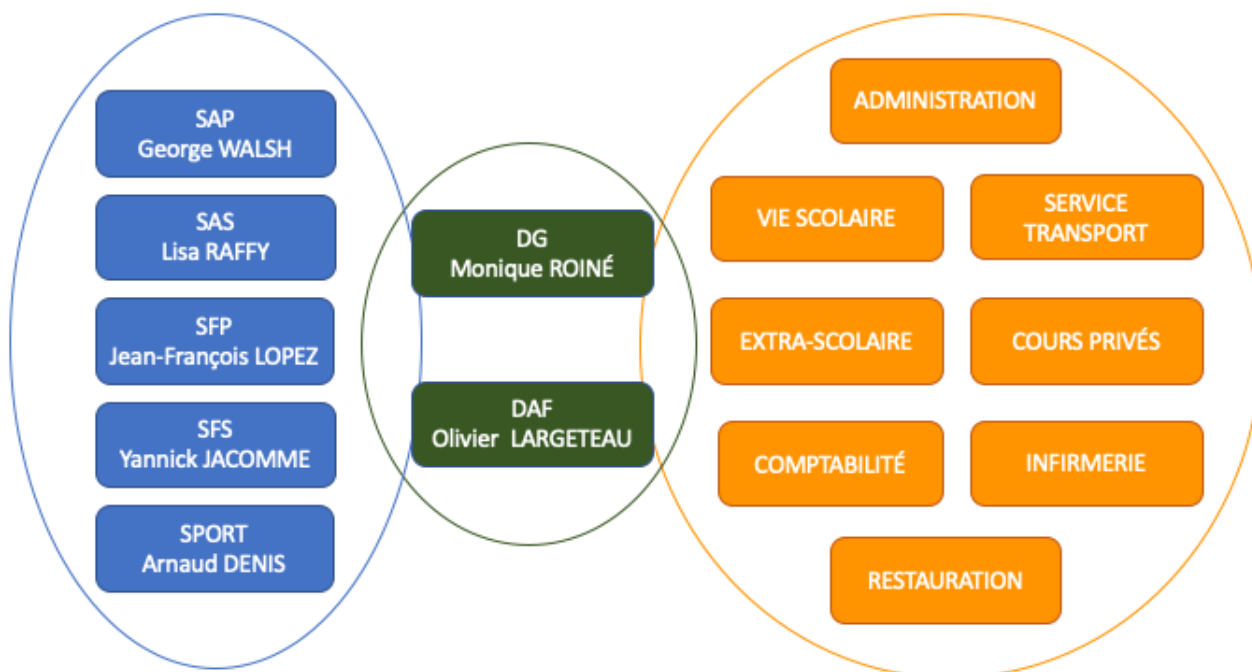 SAP
George WALSH
SAS
Lisa RAFFY
SFP
Jean-François LOPEZ
SFS
Yannick JACOMME
SPORT
Arnaud DENIS
DG
Monique ROINÉ
DAF
Olivier LARGETEAU
ADMINISTRATION
VIE SCOLAIRE
SERVICE
TRANSPORT
EXTRA-SCOLAIRE
COURS PRIVÉS
COMPTABILITÉ
INFIRMERIE
RESTAURATION